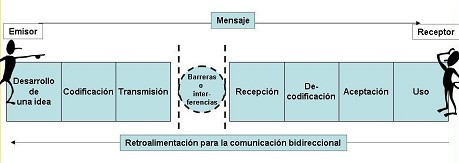 Mensaje
Emisor
Receptor
Desarrollo
de
una idea
Codificación
Transmisión
Barreras
o
inter-
ferencias
Recepción
De-
codificación
Aceptación
Uso
Retroalimentación para la comunicación bidireccional